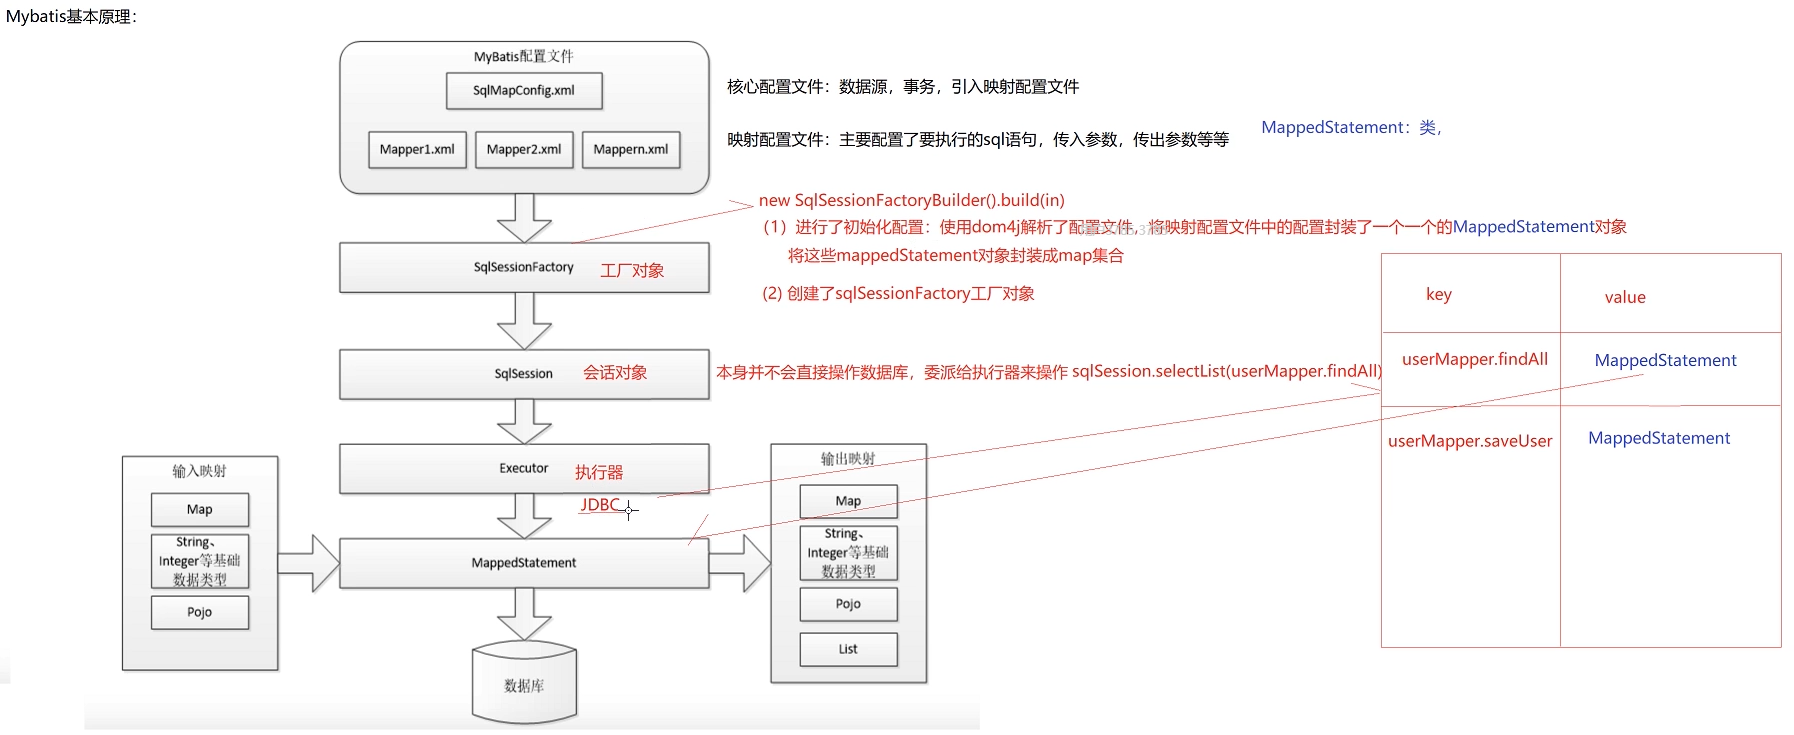 Mybatis基本原理：
MyBatis配置文件
SqlMapConfig.xml
Mapper1.xml
Mapper2.xml
Mappern.xml
核心配置文件：数据源，事务，引入映射配置文件
映射配置文件：主要配置了要执行的sql语句，传入参数，传出参数等等
MappedStatement：类，
new SqlSessionFactoryBuilder().build(in)
(1) 进行了初始化配置：使用dom4j解析了配置文件，将映射配置文件中的配置封装了一个一个的MappedStatement对象
将这些mappedStatement对象封装成map集合
(2) 创建了sqlSessionFactory工厂对象
SqlSessionFactory 工厂对象
SqlSession 会话对象
本身并不会直接操作数据库，委派给执行器来操作 sqlSession.selectList(userMapper.findAll)
key
value
userMapper.findAll
MappedStatement
userMapper.saveUser
MappedStatement
Executor 执行器
JDBC
输入映射
Map
String、
Integer等基础
数据类型
Pojo
MappedStatement
输出映射
Map
String、
Integer等基础
数据类型
Pojo
List
数据库